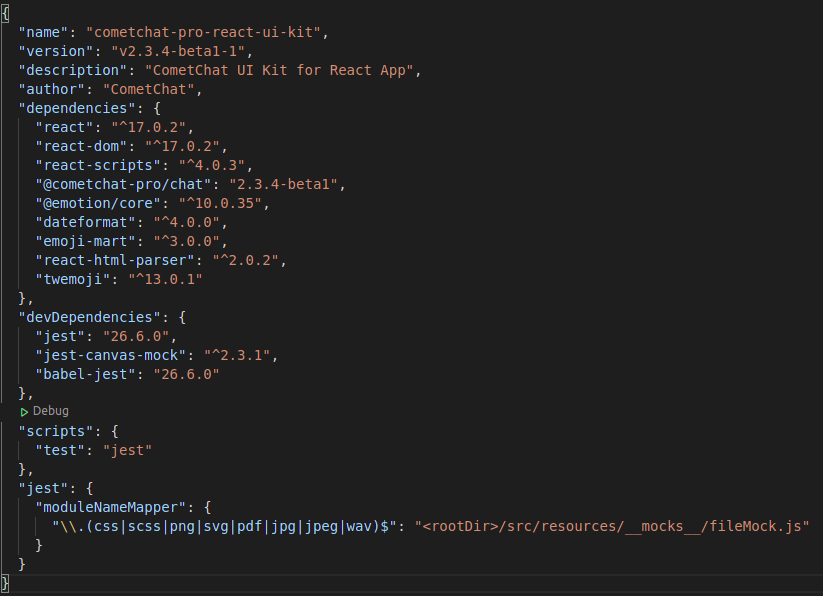 {
  "name": "cometchat-pro-react-ui-kit",
  "version": "v2.3.4-beta1-1",
  "description": "CometChat UI Kit for React App",
  "author": "CometChat",
  "dependencies": {
    "react": "^17.0.2",
    "react-dom": "^17.0.2",
    "react-scripts": "^4.0.3",
    "@cometchat-pro/chat": "2.3.4-beta1",
    "@emotion/core": "^10.0.35",
    "dateformat": "^4.0.0",
    "emoji-mart": "^3.0.0",
    "react-html-parser": "^2.0.2",
    "twemoji": "^13.0.1"
  },
  "devDependencies": {
    "jest": "26.6.0",
    "jest-canvas-mock": "^2.3.1",
    "babel-jest": "26.6.0"
  },
  Debug
  "scripts": {
    "test": "jest"
  },
  "jest": {
    "moduleNameMapper": {
      "\\.(css|scss|png|svg|pdf|jpg|jpeg|wav)$": "<rootDir>/src/resources/__mocks__/fileMock.js"
    }
  }
}